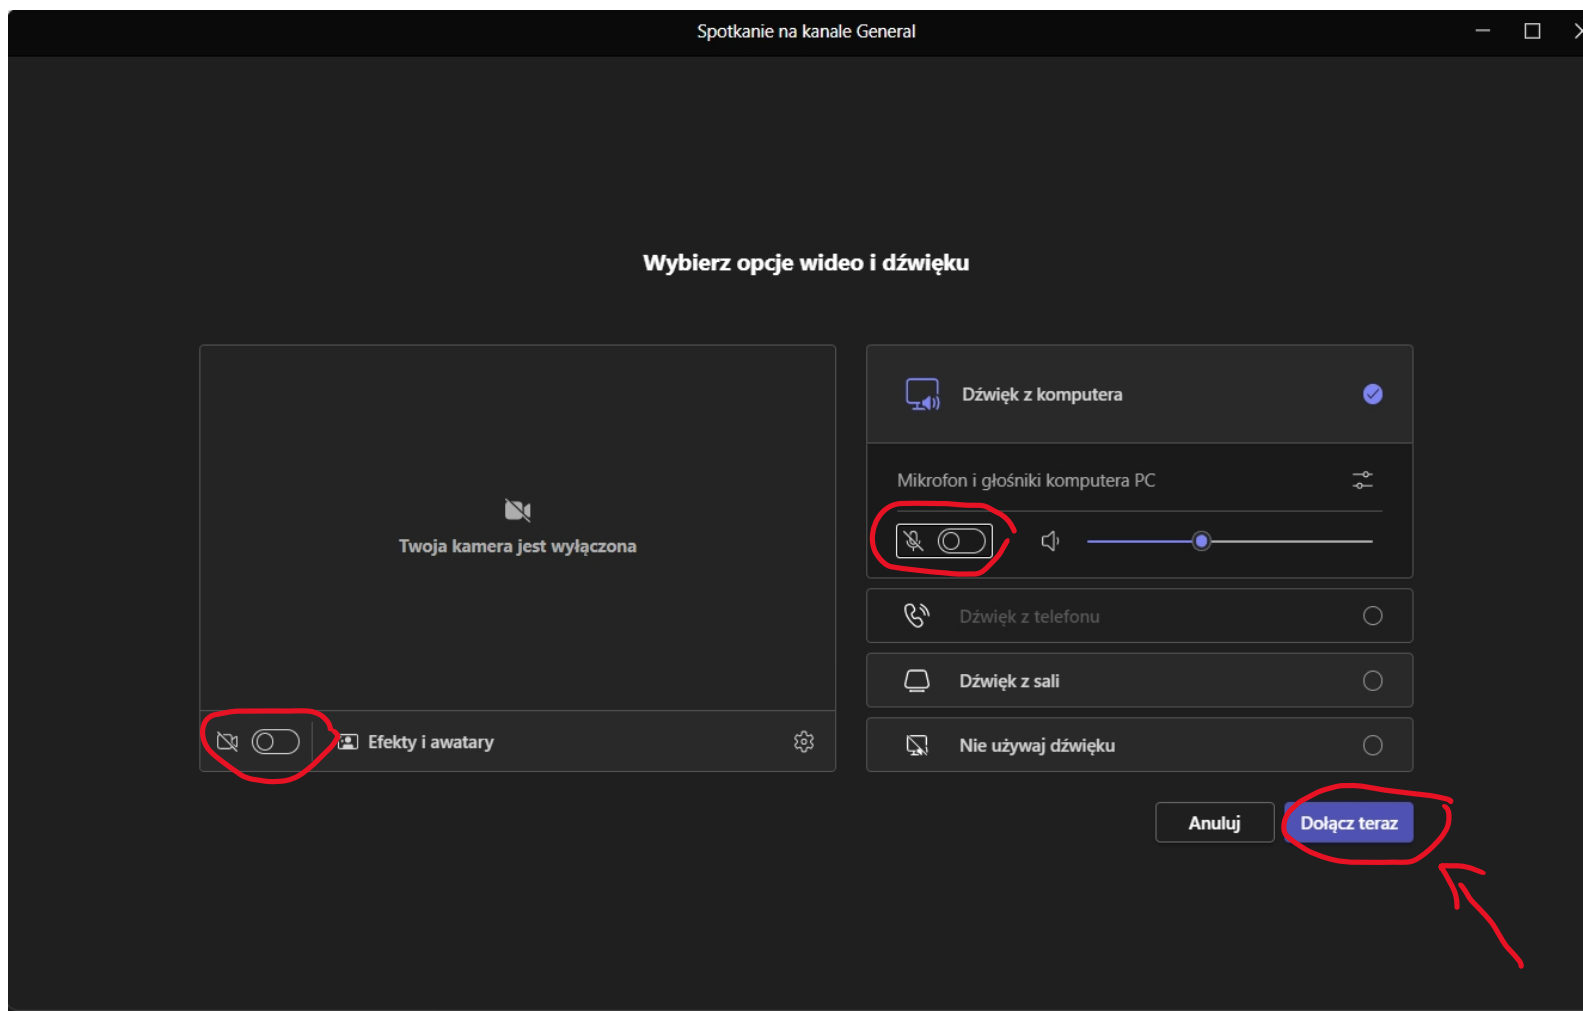 Spotkanie na kanale General
Wybierz opcje wideo i dźwięku
Twoja kamera jest wyłączona
Efekty i awatary
Dźwięk z komputera
Mikrofon i głośniki komputera PC
Dźwięk z telefonu
Dźwięk z sali
Nie używaj dźwięku
Anuluj
Dołącz teraz